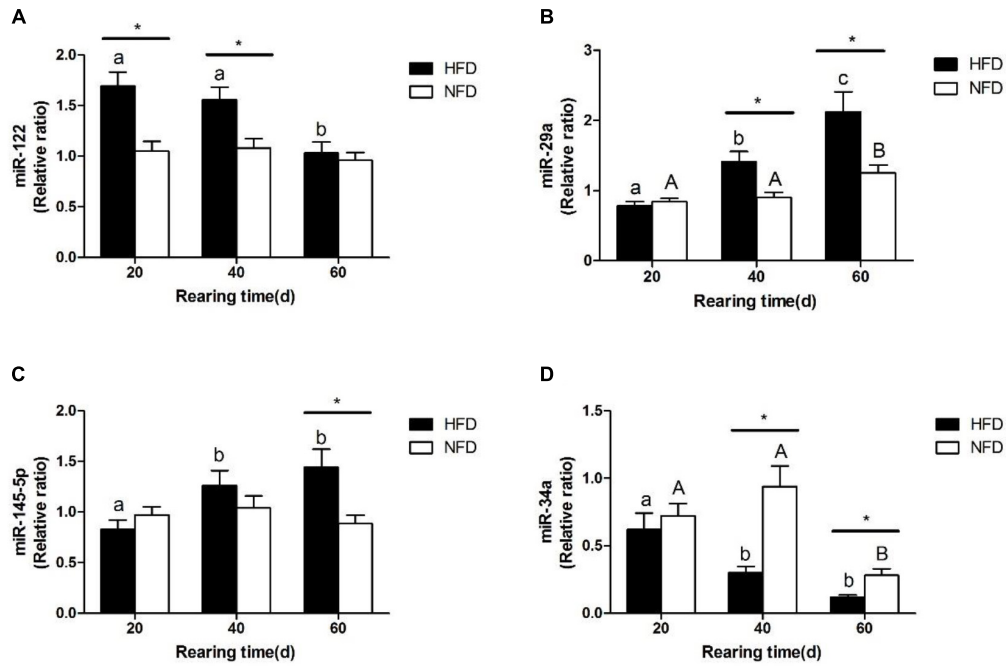 A
*
*
2.0
1.5
1.0
0.5
0.0
a
a
b
miR-122
(Relative ratio)
20
40
60
Rearing time(d)
HFD
NFD
B
*
*
3
2
1
0
a
A
b
A
c
B
miR-29a
(Relative ratio)
20
40
60
Rearing time(d)
HFD
NFD
C
*
2.0
1.5
1.0
0.5
0.0
a
b
b
miR-145-5p
(Relative ratio)
20
40
60
Rearing time(d)
HFD
NFD
D
*
*
1.5
1.0
0.5
0.0
a
A
b
A
b
B
miR-34a
(Relative ratio)
20
40
60
Rearing time(d)
HFD
NFD